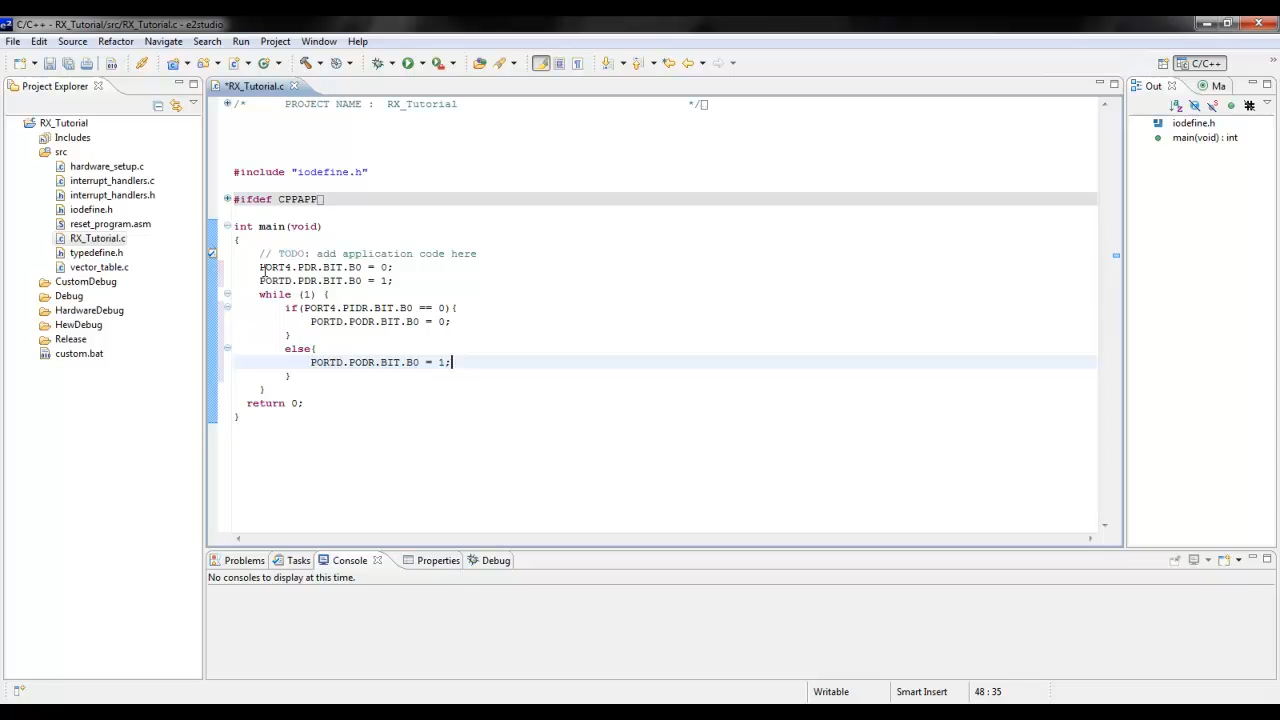 C/C++ - RX_Tutorial/src/RX_Tutorial.c - e2studio
File Edit Source Refactor Navigate Search Run Project Window Help
C/C++
Project Explorer
RX_Tutorial
Includes
src
hardware_setup.c
interrupt_handlers.c
interrupt_handlers.h
iodefine.h
reset_program.asm
RX_Tutorial.c
typedefine.h
vector_table.c
CustomDebug
Debug
HardwareDebug
HewDebug
Release
custom.bat
*RX_Tutorial.c
/* PROJECT NAME : RX_Tutorial */
#include "iodefine.h"
#ifdef CPPAPP
int main(void)
{
// TODO: add application code here
PORT4.PDR.BIT.B0 = 0;
PORTD.PDR.BIT.B0 = 1;
while (1) {
if(PORT4.PIDR.BIT.B0 == 0){
PORTD.PODR.BIT.B0 = 0;
}
else{
PORTD.PODR.BIT.B0 = 1;
}
}
return 0;
}
Out Ma
iodefine.h
main(void) : int
Problems Tasks Console Properties Debug
No consoles to display at this time.
Writable Smart Insert 48 : 35